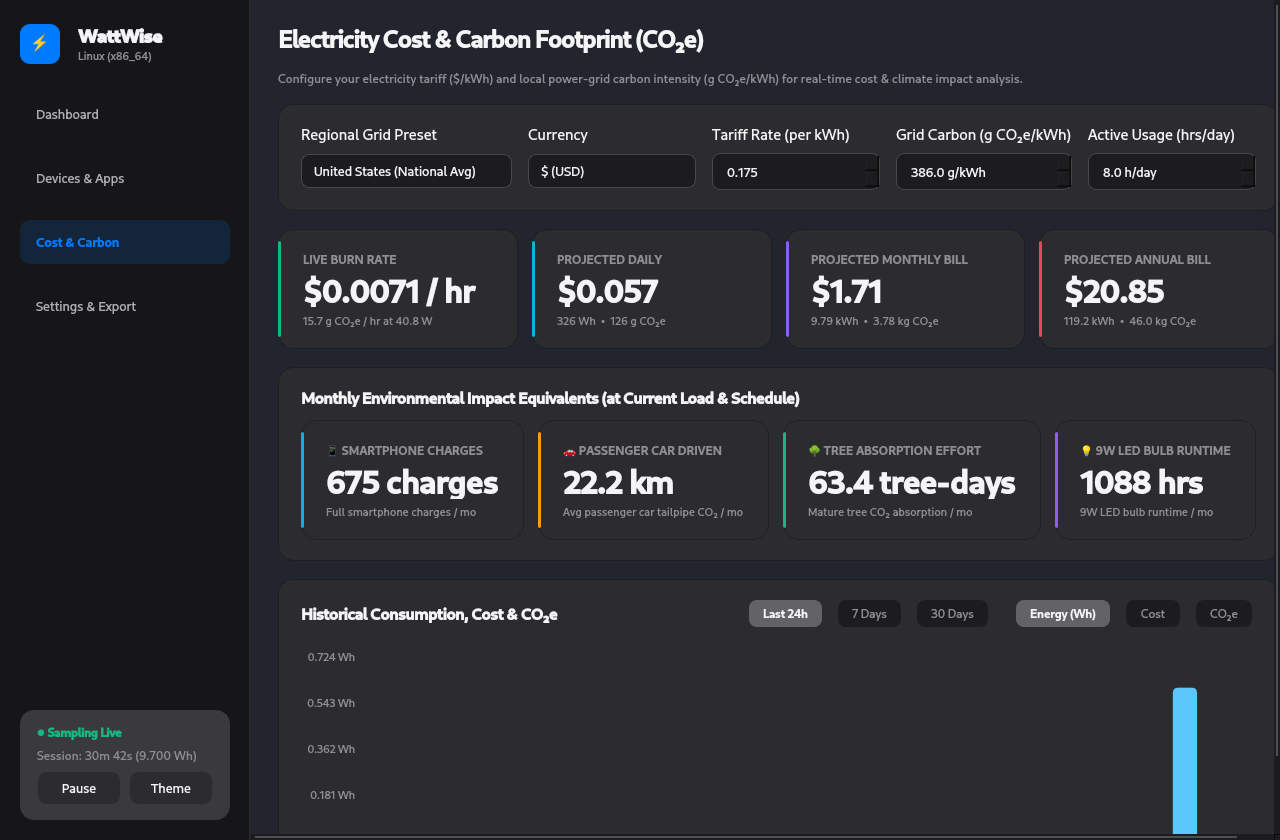 WattWise
Linux (x86_64)
Dashboard
Devices & Apps
Cost & Carbon
Settings & Export
● Sampling Live
Session: 30m 42s (9.700 Wh)
Pause
Theme
Electricity Cost & Carbon Footprint (CO₂e)
Configure your electricity tariff ($/kWh) and local power-grid carbon intensity (g CO₂e/kWh) for real-time cost & climate impact analysis.
Regional Grid Preset
Currency
Tariff Rate (per kWh)
Grid Carbon (g CO₂e/kWh)
Active Usage (hrs/day)
United States (National Avg)
$ (USD)
0.175
386.0 g/kWh
8.0 h/day
LIVE BURN RATE
$0.0071 / hr
15.7 g CO₂e / hr at 40.8 W
PROJECTED DAILY
$0.057
326 Wh • 126 g CO₂e
PROJECTED MONTHLY BILL
$1.71
9.79 kWh • 3.78 kg CO₂e
PROJECTED ANNUAL BILL
$20.85
119.2 kWh • 46.0 kg CO₂e
Monthly Environmental Impact Equivalents (at Current Load & Schedule)
📱 SMARTPHONE CHARGES
675 charges
Full smartphone charges / mo
🚗 PASSENGER CAR DRIVEN
22.2 km
Avg passenger car tailpipe CO₂ / mo
🌳 TREE ABSORPTION EFFORT
63.4 tree-days
Mature tree CO₂ absorption / mo
💡 9W LED BULB RUNTIME
1088 hrs
9W LED bulb runtime / mo
Historical Consumption, Cost & CO₂e
Last 24h
7 Days
30 Days
Energy (Wh)
Cost
CO₂e
0.724 Wh
0.543 Wh
0.362 Wh
0.181 Wh